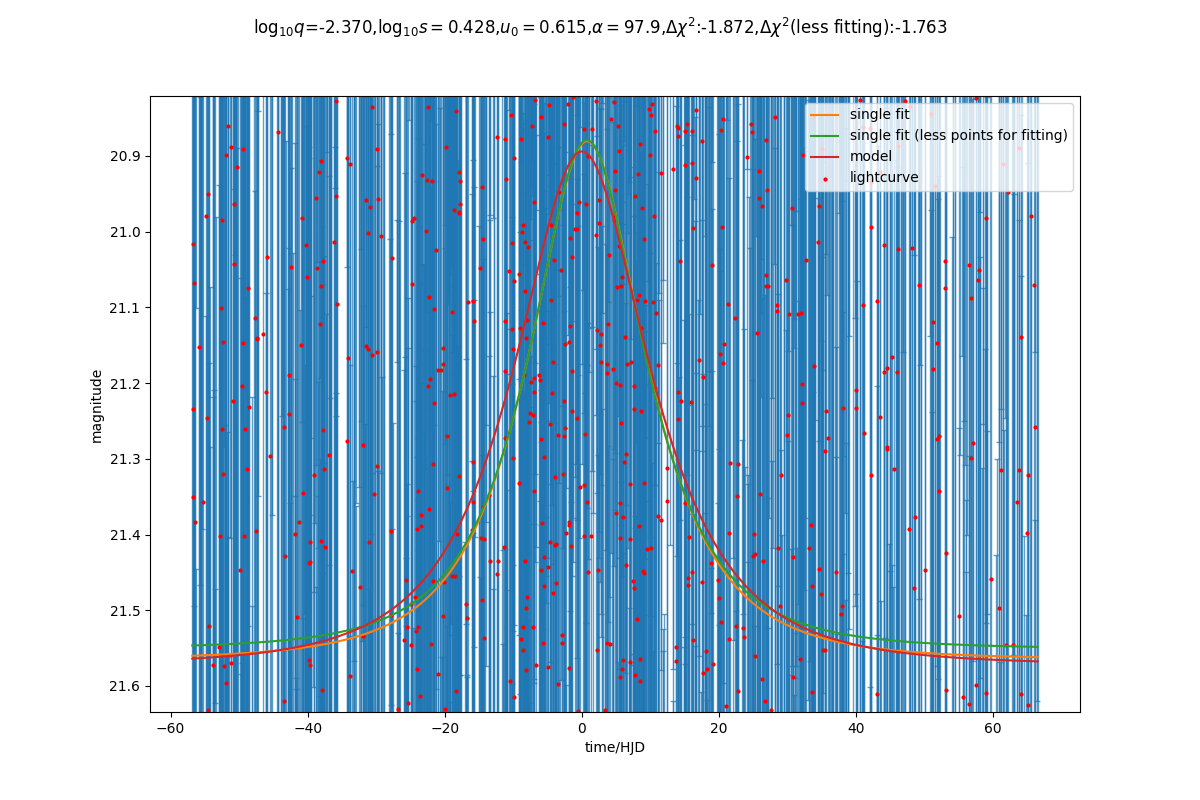 log₁₀q=-2.370,log₁₀s = 0.428,u₀ = 0.615,α = 97.9,Δχ²:-1.872,Δχ²(less fitting):-1.763
single fit
single fit (less points for fitting)
model
lightcurve
magnitude
20.9
21.0
21.1
21.2
21.3
21.4
21.5
21.6
−60
−40
−20
0
20
40
60
time/HJD